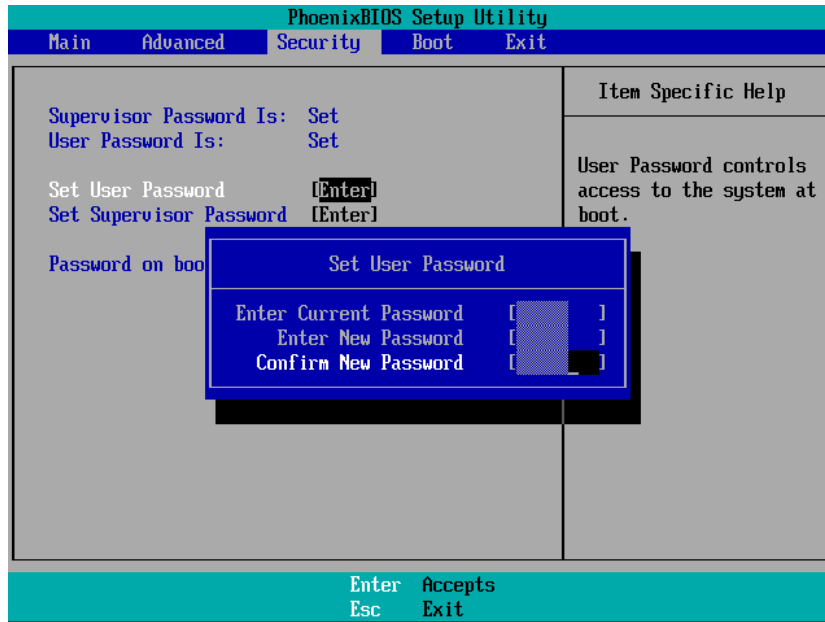 PhoenixBIOS Setup Utility
Main Advanced Security Boot Exit
Item Specific Help
Supervisor Password Is: Set
User Password Is: Set
User Password controls
access to the system at
boot.
Set User Password [Enter]
Set Supervisor Password [Enter]
Password on boo
Set User Password
Enter Current Password [ ]
Enter New Password [ ]
Confirm New Password [ _ ]
Enter Accepts
Esc Exit